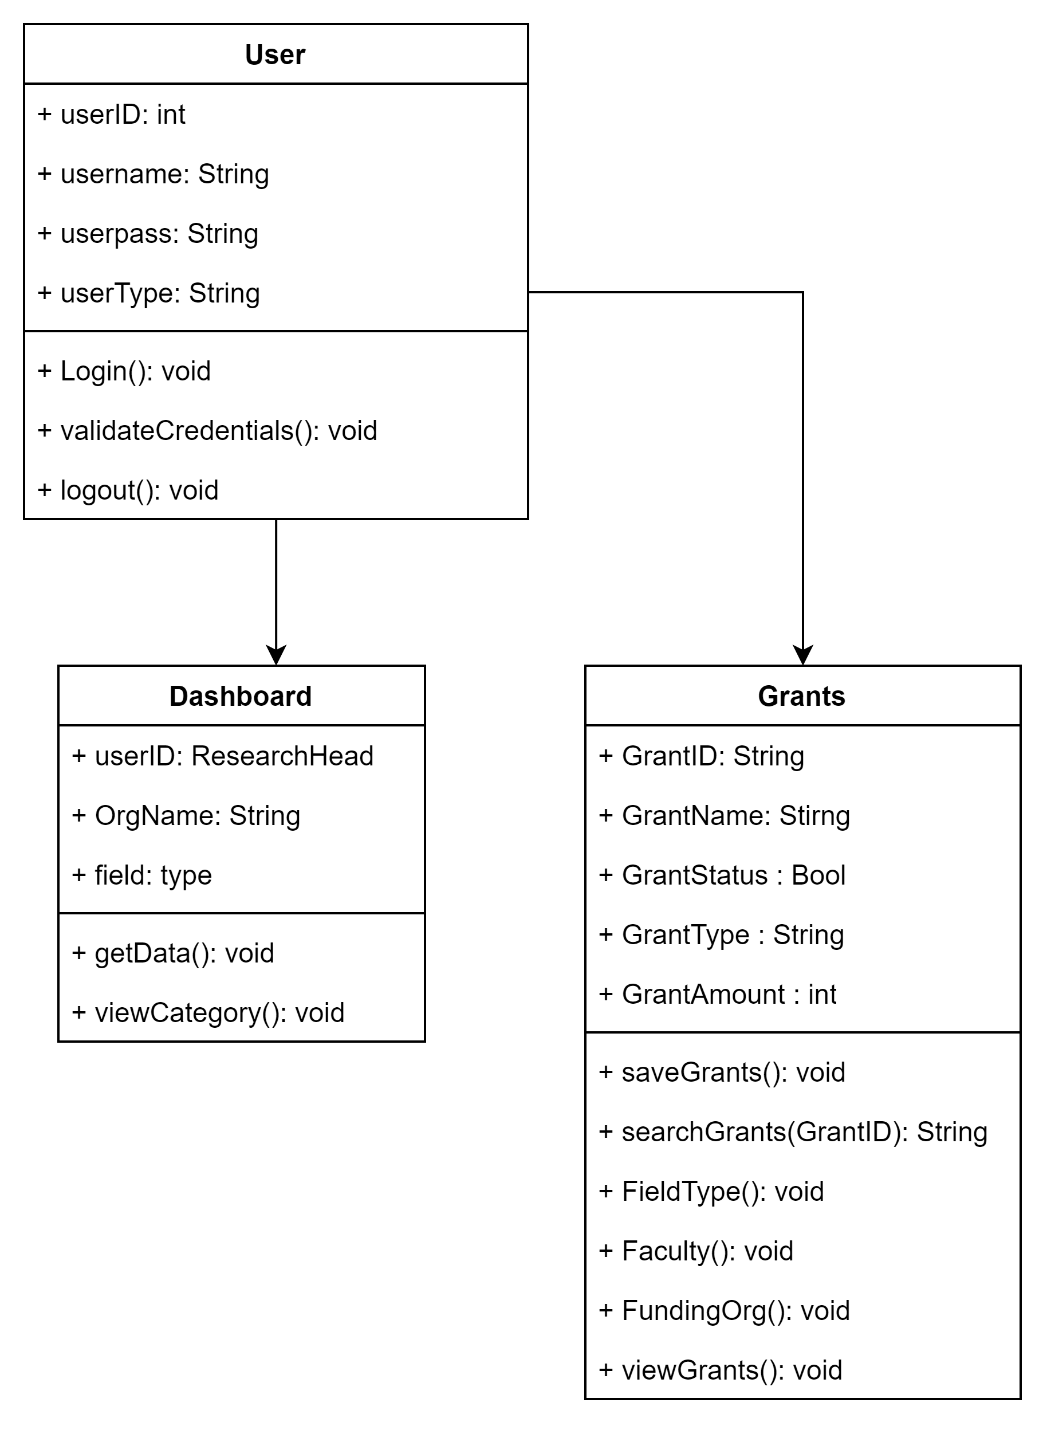 User
+ userID: int
+ username: String
+ userpass: String
+ userType: String
+ Login(): void
+ validateCredentials(): void
+ logout(): void
Dashboard
+ userID: ResearchHead
+ OrgName: String
+ field: type
+ getData(): void
+ viewCategory(): void
Grants
+ GrantID: String
+ GrantName: Stirng
+ GrantStatus : Bool
+ GrantType : String
+ GrantAmount : int
+ saveGrants(): void
+ searchGrants(GrantID): String
+ FieldType(): void
+ Faculty(): void
+ FundingOrg(): void
+ viewGrants(): void